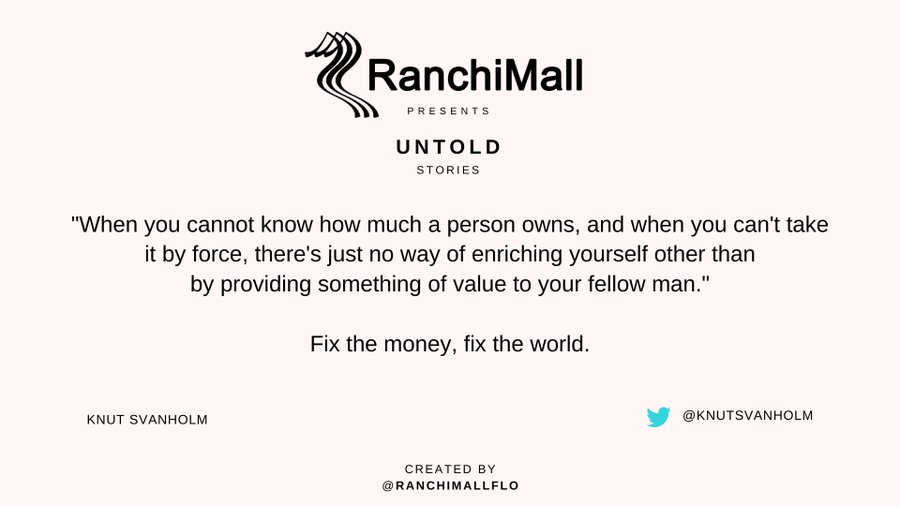 RanchiMall
PRESENTS
UNTOLD
STORIES
"When you cannot know how much a person owns, and when you can't take
it by force, there's just no way of enriching yourself other than
by providing something of value to your fellow man."
Fix the money, fix the world.
KNUT SVANHOLM
@KNUTSVANHOLM
CREATED BY
@RANCHIMALLFLO